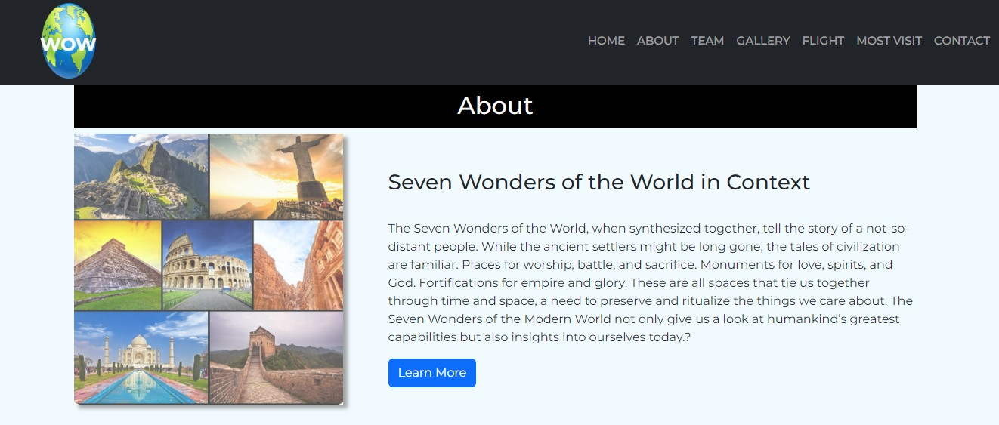 WOW
HOME ABOUT TEAM GALLERY FLIGHT MOST VISIT CONTACT
About
Seven Wonders of the World in Context
The Seven Wonders of the World, when synthesized together, tell the story of a not-so-
distant people. While the ancient settlers might be long gone, the tales of civilization
are familiar. Places for worship, battle, and sacrifice. Monuments for love, spirits, and
God. Fortifications for empire and glory. These are all spaces that tie us together
through time and space, a need to preserve and ritualize the things we care about. The
Seven Wonders of the Modern World not only give us a look at humankind’s greatest
capabilities but also insights into ourselves today.?
Learn More